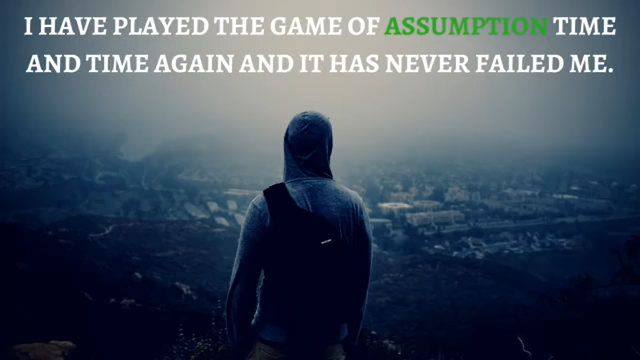 I HAVE PLAYED THE GAME OF ASSUMPTION TIME
AND TIME AGAIN AND IT HAS NEVER FAILED ME.